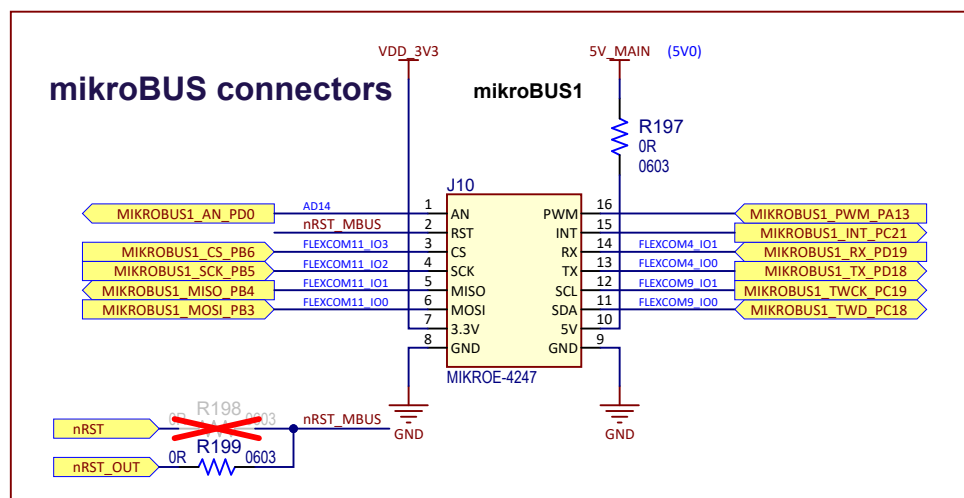 VDD_3V3
5V_MAIN (5V0)
mikroBUS connectors
mikroBUS1
R197
0R
0603
J10
MIKROBUS1_AN_PD0 AD14 1 AN PWM 16 MIKROBUS1_PWM_PA13
nRST_MBUS 2 RST INT 15 MIKROBUS1_INT_PC21
MIKROBUS1_CS_PB6 FLEXCOM11_IO3 3 CS RX 14 FLEXCOM4_IO1 MIKROBUS1_RX_PD19
MIKROBUS1_SCK_PB5 FLEXCOM11_IO2 4 SCK TX 13 FLEXCOM4_IO0 MIKROBUS1_TX_PD18
MIKROBUS1_MISO_PB4 FLEXCOM11_IO1 5 MISO SCL 12 FLEXCOM9_IO1 MIKROBUS1_TWCK_PC19
MIKROBUS1_MOSI_PB3 FLEXCOM11_IO0 6 MOSI SDA 11 FLEXCOM9_IO0 MIKROBUS1_TWD_PC18
7 3.3V 5V 10
8 GND GND 9
MIKROE-4247
GND GND
R198
nRST 0R 0603 nRST_MBUS
R199
nRST_OUT 0R 0603